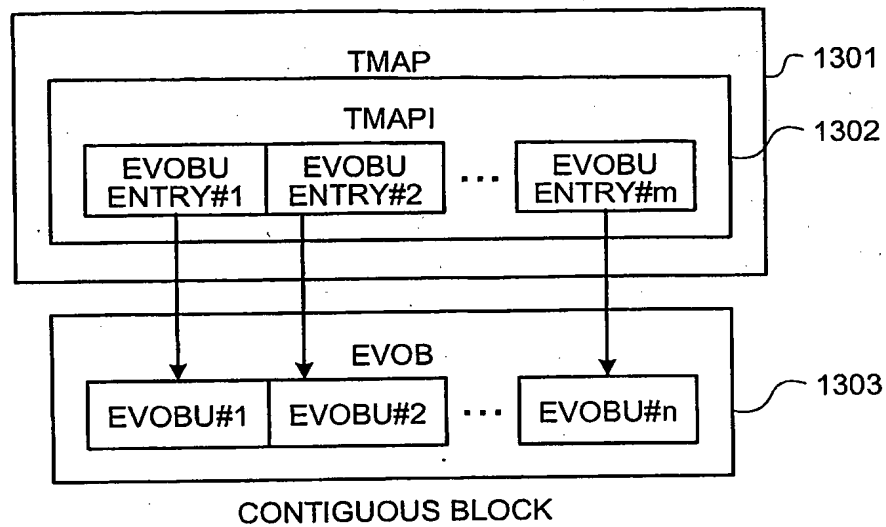 TMAP
1301
TMAPI
1302
EVOBU
ENTRY#1
EVOBU
ENTRY#2
...
EVOBU
ENTRY#m
EVOB
1303
EVOBU#1
EVOBU#2
...
EVOBU#n
CONTIGUOUS BLOCK